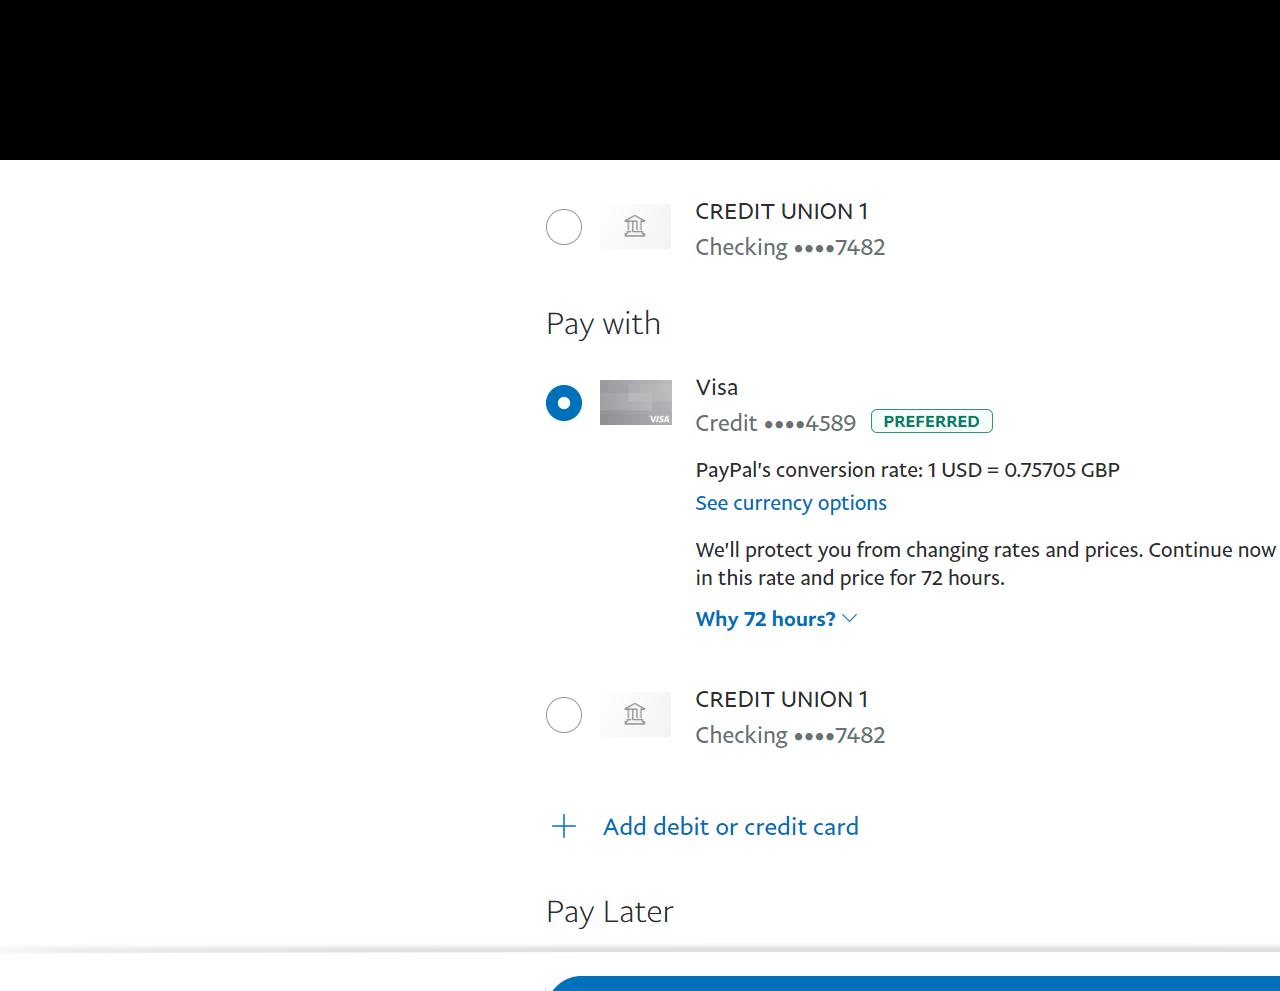 CREDIT UNION 1
Checking ••••7482
Pay with
VISA
Visa
Credit ••••4589 PREFERRED
PayPal's conversion rate: 1 USD = 0.75705 GBP
See currency options
We'll protect you from changing rates and prices. Continue now
in this rate and price for 72 hours.
Why 72 hours?
CREDIT UNION 1
Checking ••••7482
Add debit or credit card
Pay Later